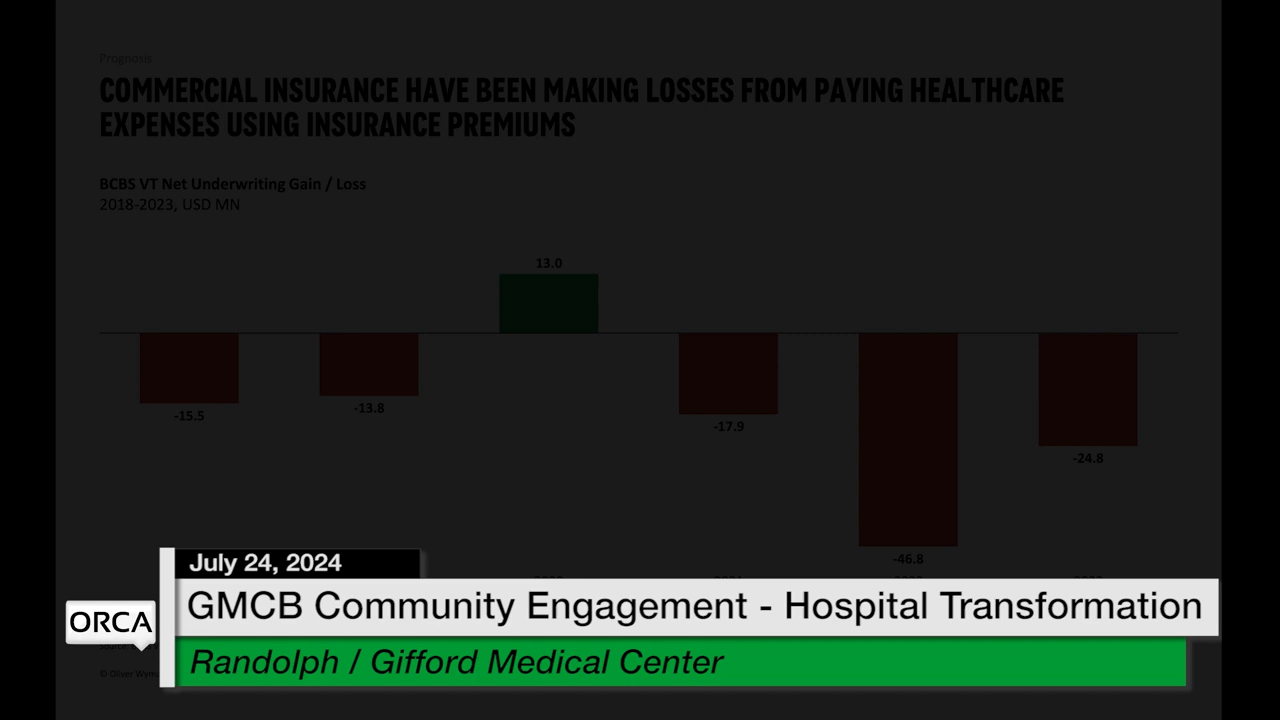 Prognosis
COMMERCIAL INSURANCE HAVE BEEN MAKING LOSSES FROM PAYING HEALTHCARE
EXPENSES USING INSURANCE PREMIUMS
BCBS VT Net Underwriting Gain / Loss
2018-2023, USD MN
13.0
-15.5
-13.8
-17.9
-24.8
-46.8
July 24, 2024
GMCB Community Engagement - Hospital Transformation
ORCA
Randolph / Gifford Medical Center
© Oliver